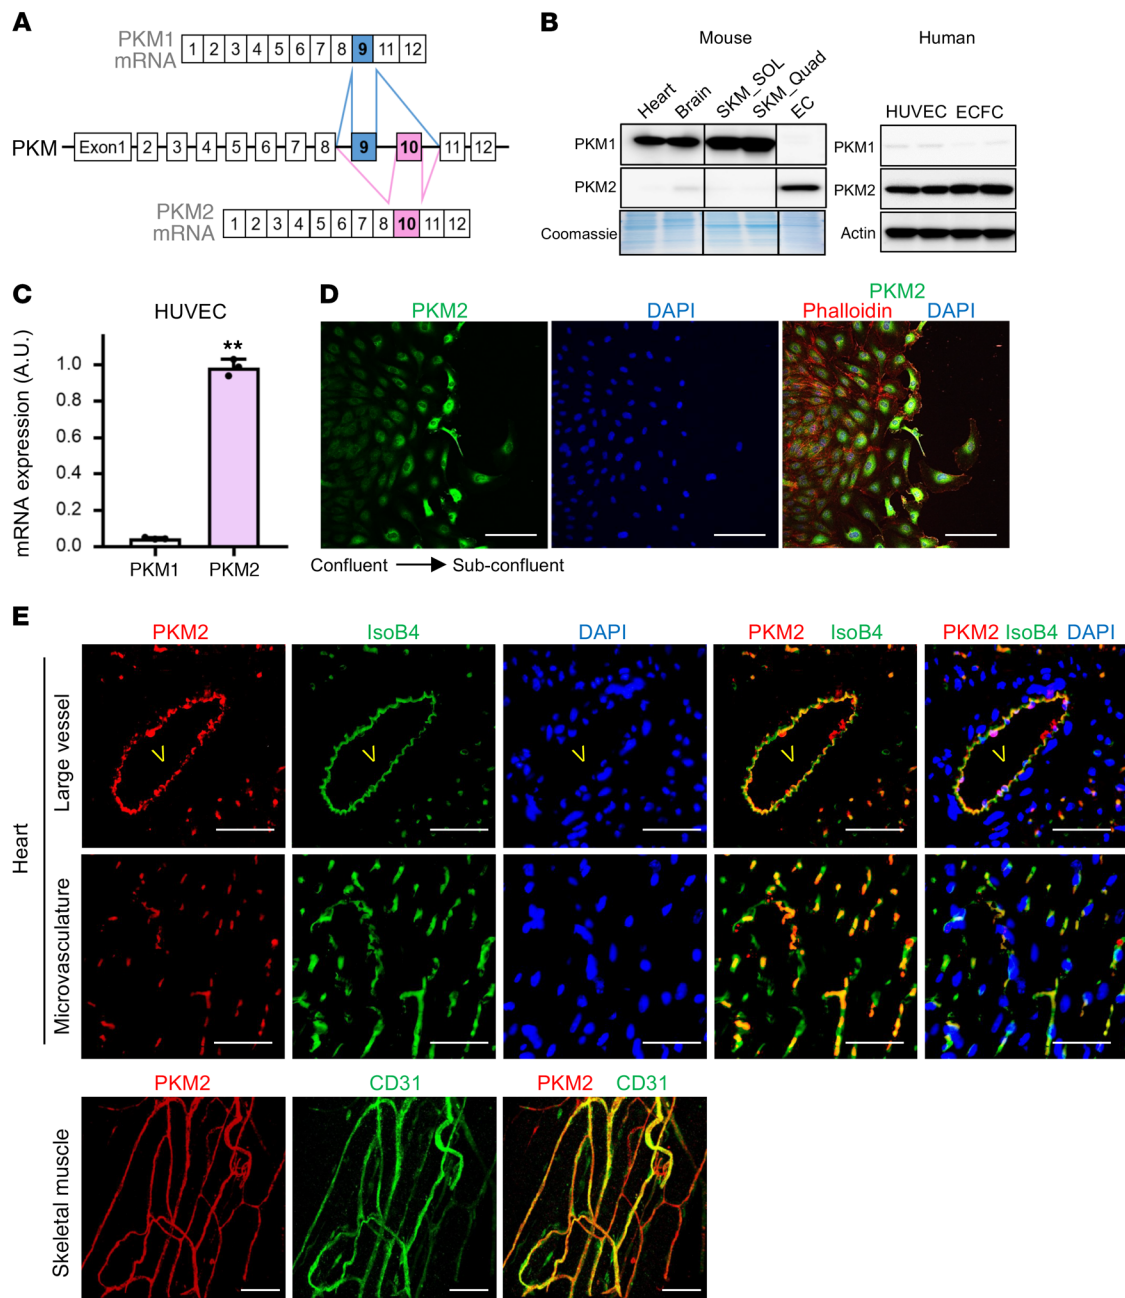 A
PKM1
mRNA
1 2 3 4 5 6 7 8 9 11 12
PKM
Exon1 2 3 4 5 6 7 8 9 10 11 12
PKM2
mRNA
1 2 3 4 5 6 7 8 10 11 12
B
Mouse
Human
Heart
Brain
SKM_SOL
SKM_Quad
EC
HUVEC ECFC
PKM1
PKM2
Coomassie
PKM1
PKM2
Actin
C
HUVEC
mRNA expression (A.U.)
1.0
0.8
0.6
0.4
0.2
0.0
**
PKM1 PKM2
D
PKM2
DAPI
PKM2
Phalloidin DAPI
Confluent Sub-confluent
E
PKM2 IsoB4 DAPI PKM2 IsoB4 PKM2 IsoB4 DAPI
Heart
Large vessel
V V V V V
Microvasculature
PKM2 CD31 PKM2 CD31
Skeletal muscle